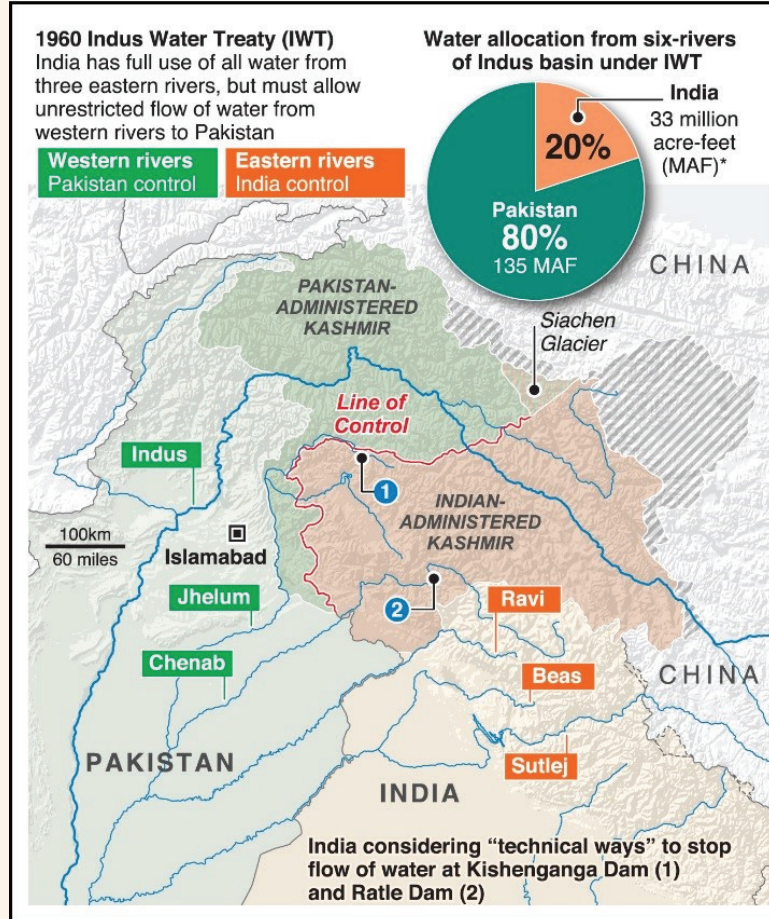 1960 Indus Water Treaty (IWT)
India has full use of all water from
three eastern rivers, but must allow
unrestricted flow of water from
western rivers to Pakistan
Western rivers
Pakistan control
Eastern rivers
India control
Water allocation from six-rivers
of Indus basin under IWT
India
33 million
acre-feet
(MAF)*
20%
Pakistan
80%
135 MAF
CHINA
PAKISTAN-
ADMINISTERED
KASHMIR
Siachen
Glacier
Line of
Control
Indus
1
INDIAN-
ADMINISTERED
KASHMIR
100km
60 miles
Islamabad
Jhelum
2
Ravi
Chenab
Beas
CHINA
PAKISTAN
Sutlej
INDIA
India considering “technical ways” to stop
flow of water at Kishenganga Dam (1)
and Ratle Dam (2)